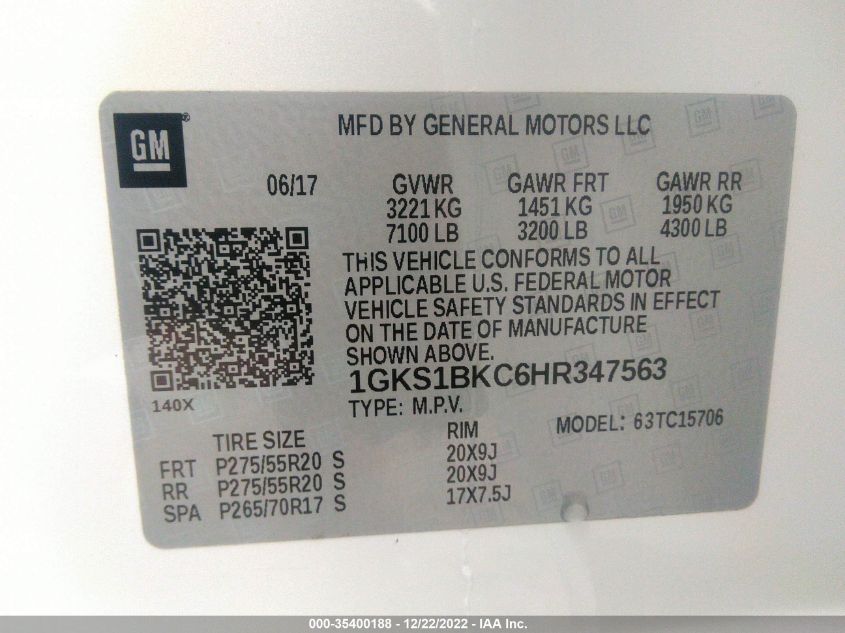 GM®
MFD BY GENERAL MOTORS LLC
06/17 GVWR GAWR FRT GAWR RR
3221 KG 1451 KG 1950 KG
7100 LB 3200 LB 4300 LB
THIS VEHICLE CONFORMS TO ALL
APPLICABLE U.S. FEDERAL MOTOR
VEHICLE SAFETY STANDARDS IN EFFECT
ON THE DATE OF MANUFACTURE
SHOWN ABOVE.
1GKS1BKC6HR347563
140X
TYPE: M.P.V.
MODEL: 63TC15706
TIRE SIZE RIM
FRT P275/55R20 S 20X9J
RR P275/55R20 S 20X9J
SPA P265/70R17 S 17X7.5J
000-35400188 - 12/22/2022 - IAA Inc.